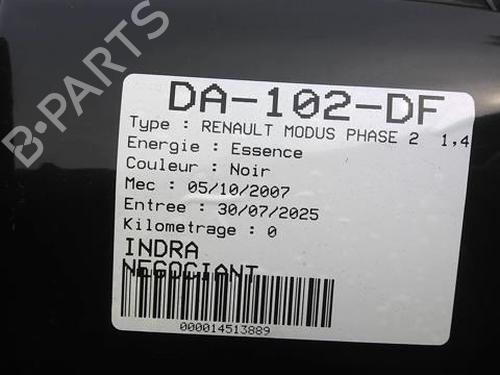 DA-102-DF
Type : RENAULT MODUS PHASE 2 1,4
Energie : Essence
Couleur : Noir
Mec : 05/10/2007
Entree : 30/07/2025
Kilometrage : 0
INDRA
NEGOCIANT
000014513889